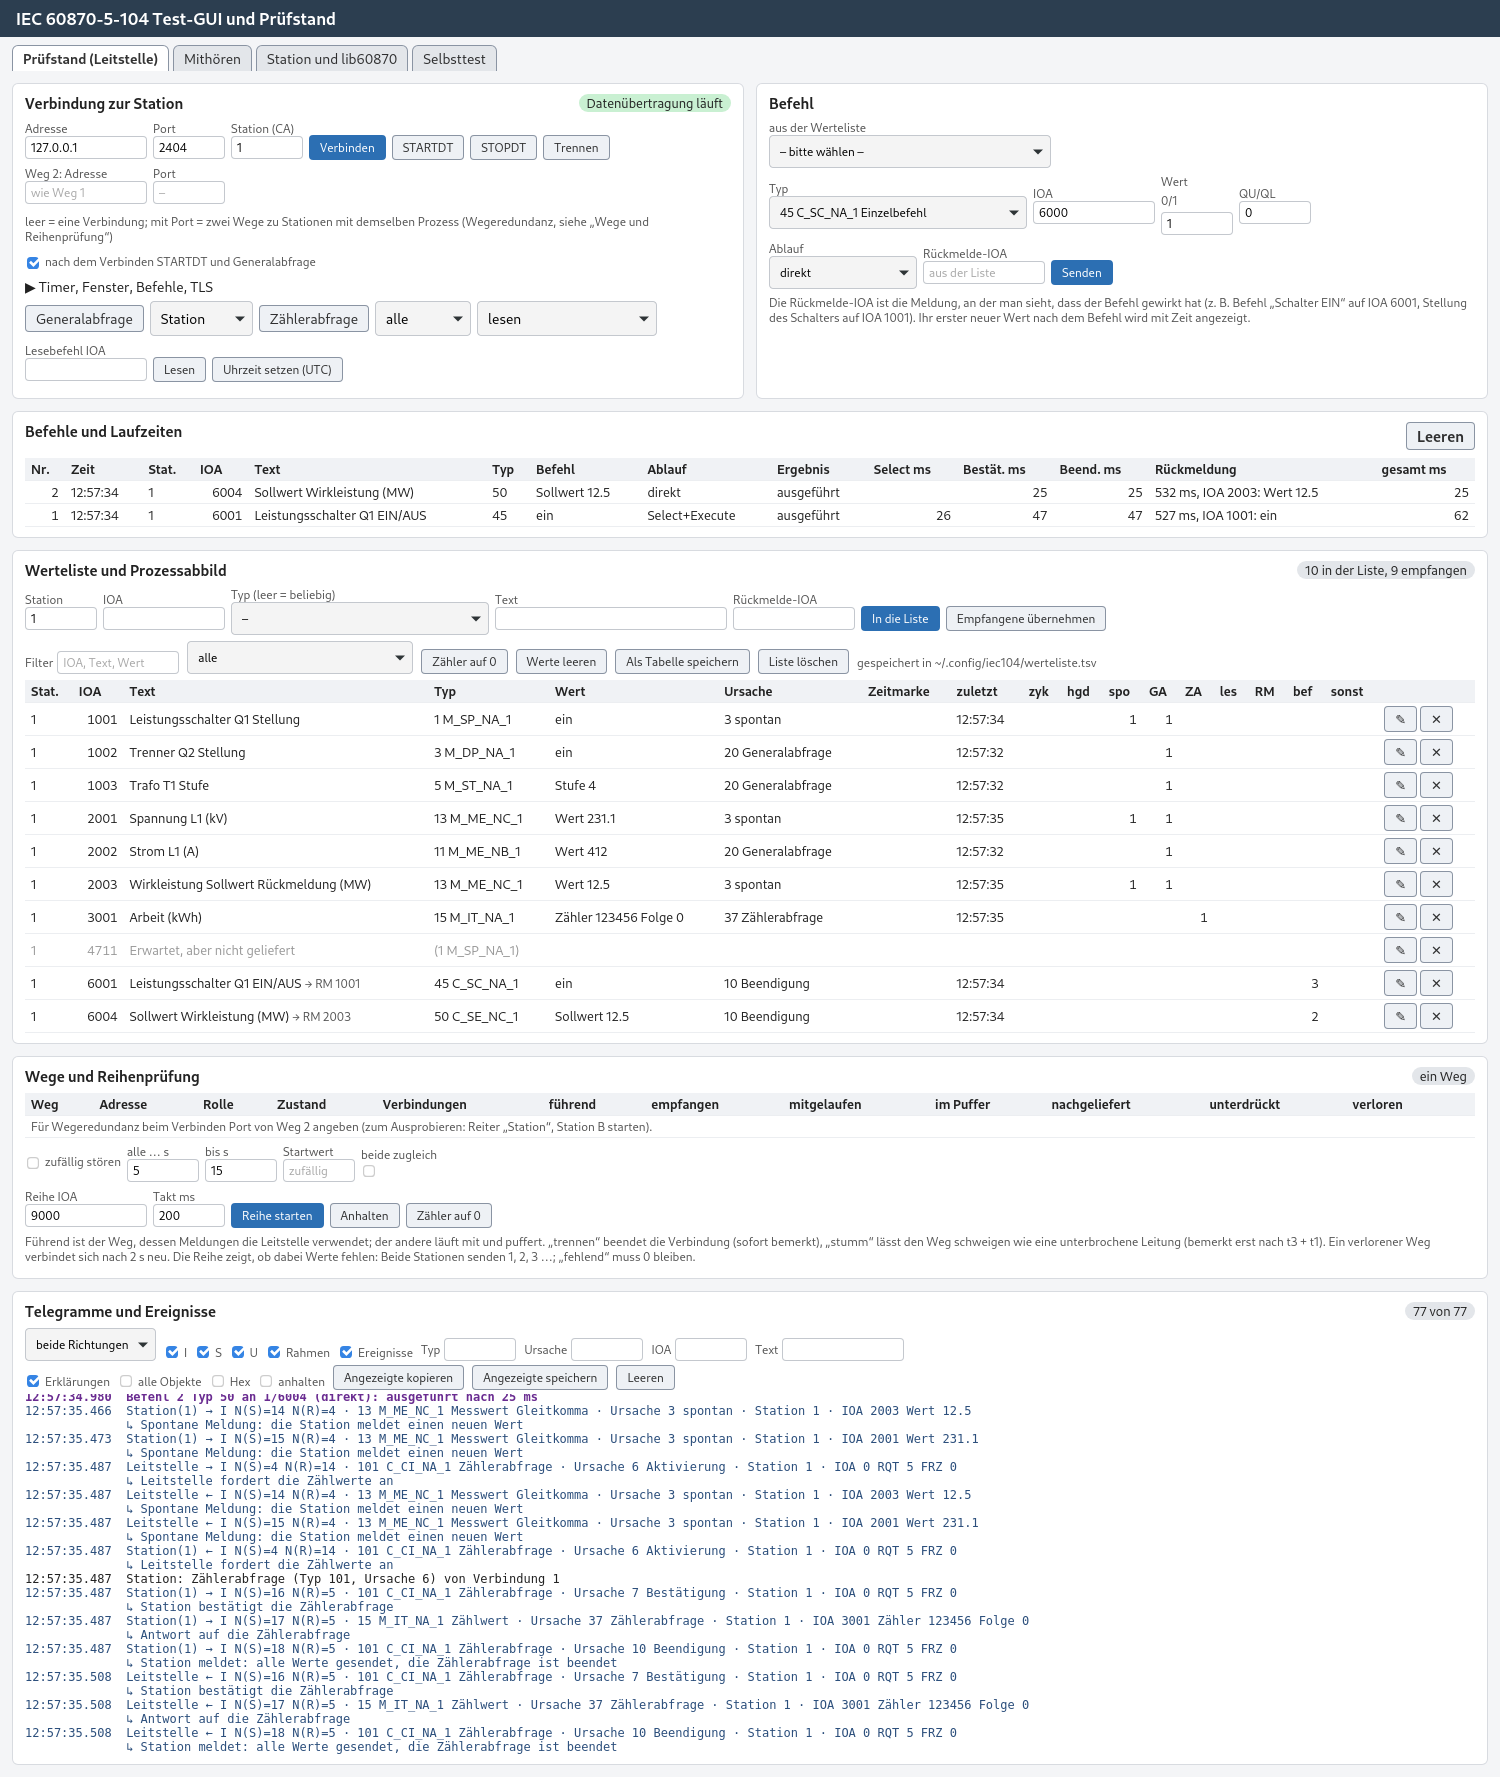 IEC 60870-5-104 Test-GUI und Prüfstand
Prüfstand (Leitstelle) Mithören Station und lib60870 Selbsttest
Verbindung zur Station Datenübertragung läuft
Adresse Port Station (CA)
127.0.0.1 2404 1 Verbinden STARTDT STOPDT Trennen
Weg 2: Adresse Port
wie Weg 1 –
leer = eine Verbindung; mit Port = zwei Wege zu Stationen mit demselben Prozess (Wegeredundanz, siehe „Wege und
Reihenprüfung“)
nach dem Verbinden STARTDT und Generalabfrage
▶ Timer, Fenster, Befehle, TLS
Generalabfrage Station Zählerabfrage alle lesen
Lesebefehl IOA
Lesen Uhrzeit setzen (UTC)
Befehl
aus der Werteliste
– bitte wählen –
Typ IOA Wert 0/1 QU/QL
45 C_SC_NA_1 Einzelbefehl 6000 1 0
Ablauf Rückmelde-IOA
direkt aus der Liste Senden
Die Rückmelde-IOA ist die Meldung, an der man sieht, dass der Befehl gewirkt hat (z. B. Befehl „Schalter EIN“ auf IOA 6001, Stellung
des Schalters auf IOA 1001). Ihr erster neuer Wert nach dem Befehl wird mit Zeit angezeigt.
Befehle und Laufzeiten Leeren
Nr. Zeit Stat. IOA Text Typ Befehl Ablauf Ergebnis Select ms Bestät. ms Beend. ms Rückmeldung gesamt ms
2 12:57:34 1 6004 Sollwert Wirkleistung (MW) 50 Sollwert 12.5 direkt ausgeführt 25 25 532 ms, IOA 2003: Wert 12.5 25
1 12:57:34 1 6001 Leistungsschalter Q1 EIN/AUS 45 ein Select+Execute ausgeführt 26 47 47 527 ms, IOA 1001: ein 62
Werteliste und Prozessabbild 10 in der Liste, 9 empfangen
Station IOA Typ (leer = beliebig) Text Rückmelde-IOA
1 – In die Liste Empfangene übernehmen
Filter IOA, Text, Wert alle Zähler auf 0 Werte leeren Als Tabelle speichern Liste löschen gespeichert in ~/.config/iec104/werteliste.tsv
Stat. IOA Text Typ Wert Ursache Zeitmarke zuletzt zyk hgd spo GA ZA les RM bef sonst
1 1001 Leistungsschalter Q1 Stellung 1 M_SP_NA_1 ein 3 spontan 12:57:34 1 1 ✎ ✕
1 1002 Trenner Q2 Stellung 3 M_DP_NA_1 ein 20 Generalabfrage 12:57:32 1 ✎ ✕
1 1003 Trafo T1 Stufe 5 M_ST_NA_1 Stufe 4 20 Generalabfrage 12:57:32 1 ✎ ✕
1 2001 Spannung L1 (kV) 13 M_ME_NC_1 Wert 231.1 3 spontan 12:57:35 1 1 ✎ ✕
1 2002 Strom L1 (A) 11 M_ME_NB_1 Wert 412 20 Generalabfrage 12:57:32 1 ✎ ✕
1 2003 Wirkleistung Sollwert Rückmeldung (MW) 13 M_ME_NC_1 Wert 12.5 3 spontan 12:57:35 1 1 ✎ ✕
1 3001 Arbeit (kWh) 15 M_IT_NA_1 Zähler 123456 Folge 0 37 Zählerabfrage 12:57:35 1 ✎ ✕
1 4711 Erwartet, aber nicht geliefert (1 M_SP_NA_1) ✎ ✕
1 6001 Leistungsschalter Q1 EIN/AUS → RM 1001 45 C_SC_NA_1 ein 10 Beendigung 12:57:34 3 ✎ ✕
1 6004 Sollwert Wirkleistung (MW) → RM 2003 50 C_SE_NC_1 Sollwert 12.5 10 Beendigung 12:57:34 2 ✎ ✕
Wege und Reihenprüfung ein Weg
Weg Adresse Rolle Zustand Verbindungen führend empfangen mitgelaufen im Puffer nachgeliefert unterdrückt verloren
Für Wegeredundanz beim Verbinden Port von Weg 2 angeben (zum Ausprobieren: Reiter „Station“, Station B starten).
zufällig stören alle … s bis s Startwert beide zugleich
5 15 zufällig
Reihe IOA Takt ms
9000 200 Reihe starten Anhalten Zähler auf 0
Führend ist der Weg, dessen Meldungen die Leitstelle verwendet; der andere läuft mit und puffert. „trennen“ beendet die Verbindung (sofort bemerkt), „stumm“ lässt den Weg schweigen wie eine unterbrochene Leitung (bemerkt erst nach t3 + t1). Ein verlorener Weg
verbindet sich nach 2 s neu. Die Reihe zeigt, ob dabei Werte fehlen: Beide Stationen senden 1, 2, 3 …; „fehlend“ muss 0 bleiben.
Telegramme und Ereignisse 77 von 77
beide Richtungen I S U Rahmen Ereignisse Typ Ursache IOA Text
Erklärungen alle Objekte Hex anhalten Angezeigte kopieren Angezeigte speichern Leeren
12:57:34.980 Befehl 2 Typ 50 an 1/6004 (direkt): ausgeführt nach 25 ms
12:57:35.466 Station(1) → I N(S)=14 N(R)=4 · 13 M_ME_NC_1 Messwert Gleitkomma · Ursache 3 spontan · Station 1 · IOA 2003 Wert 12.5
↳ Spontane Meldung: die Station meldet einen neuen Wert
12:57:35.473 Station(1) → I N(S)=15 N(R)=4 · 13 M_ME_NC_1 Messwert Gleitkomma · Ursache 3 spontan · Station 1 · IOA 2001 Wert 231.1
↳ Spontane Meldung: die Station meldet einen neuen Wert
12:57:35.487 Leitstelle → I N(S)=4 N(R)=14 · 101 C_CI_NA_1 Zählerabfrage · Ursache 6 Aktivierung · Station 1 · IOA 0 RQT 5 FRZ 0
↳ Leitstelle fordert die Zählwerte an
12:57:35.487 Leitstelle ← I N(S)=14 N(R)=4 · 13 M_ME_NC_1 Messwert Gleitkomma · Ursache 3 spontan · Station 1 · IOA 2003 Wert 12.5
↳ Spontane Meldung: die Station meldet einen neuen Wert
12:57:35.487 Leitstelle ← I N(S)=15 N(R)=4 · 13 M_ME_NC_1 Messwert Gleitkomma · Ursache 3 spontan · Station 1 · IOA 2001 Wert 231.1
↳ Spontane Meldung: die Station meldet einen neuen Wert
12:57:35.487 Station(1) ← I N(S)=4 N(R)=14 · 101 C_CI_NA_1 Zählerabfrage · Ursache 6 Aktivierung · Station 1 · IOA 0 RQT 5 FRZ 0
↳ Leitstelle fordert die Zählwerte an
12:57:35.487 Station: Zählerabfrage (Typ 101, Ursache 6) von Verbindung 1
12:57:35.487 Station(1) → I N(S)=16 N(R)=5 · 101 C_CI_NA_1 Zählerabfrage · Ursache 7 Bestätigung · Station 1 · IOA 0 RQT 5 FRZ 0
↳ Station bestätigt die Zählerabfrage
12:57:35.487 Station(1) → I N(S)=17 N(R)=5 · 15 M_IT_NA_1 Zählwert · Ursache 37 Zählerabfrage · Station 1 · IOA 3001 Zähler 123456 Folge 0
↳ Antwort auf die Zählerabfrage
12:57:35.487 Station(1) → I N(S)=18 N(R)=5 · 101 C_CI_NA_1 Zählerabfrage · Ursache 10 Beendigung · Station 1 · IOA 0 RQT 5 FRZ 0
↳ Station meldet: alle Werte gesendet, die Zählerabfrage ist beendet
12:57:35.508 Leitstelle ← I N(S)=16 N(R)=5 · 101 C_CI_NA_1 Zählerabfrage · Ursache 7 Bestätigung · Station 1 · IOA 0 RQT 5 FRZ 0
↳ Station bestätigt die Zählerabfrage
12:57:35.508 Leitstelle ← I N(S)=17 N(R)=5 · 15 M_IT_NA_1 Zählwert · Ursache 37 Zählerabfrage · Station 1 · IOA 3001 Zähler 123456 Folge 0
↳ Antwort auf die Zählerabfrage
12:57:35.508 Leitstelle ← I N(S)=18 N(R)=5 · 101 C_CI_NA_1 Zählerabfrage · Ursache 10 Beendigung · Station 1 · IOA 0 RQT 5 FRZ 0
↳ Station meldet: alle Werte gesendet, die Zählerabfrage ist beendet